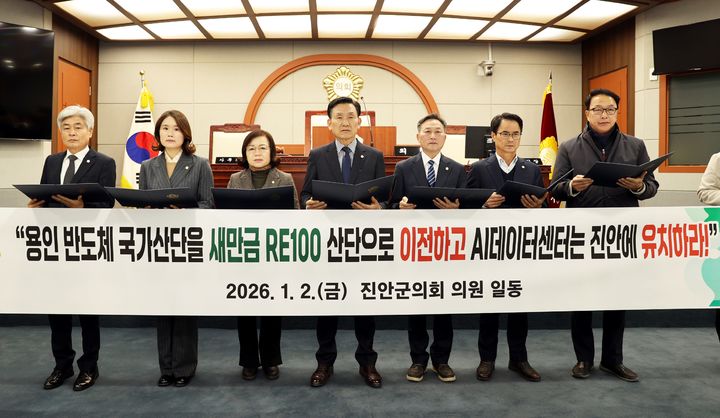 의회
“용인 반도체 국가산단을 새만금 RE100 산단으로 이전하고 AI데이터센터는 진안에 유치하라!”
2026. 1. 2.(금) 진안군의회 의원 일동